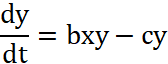 dy/dt = bxy − cy